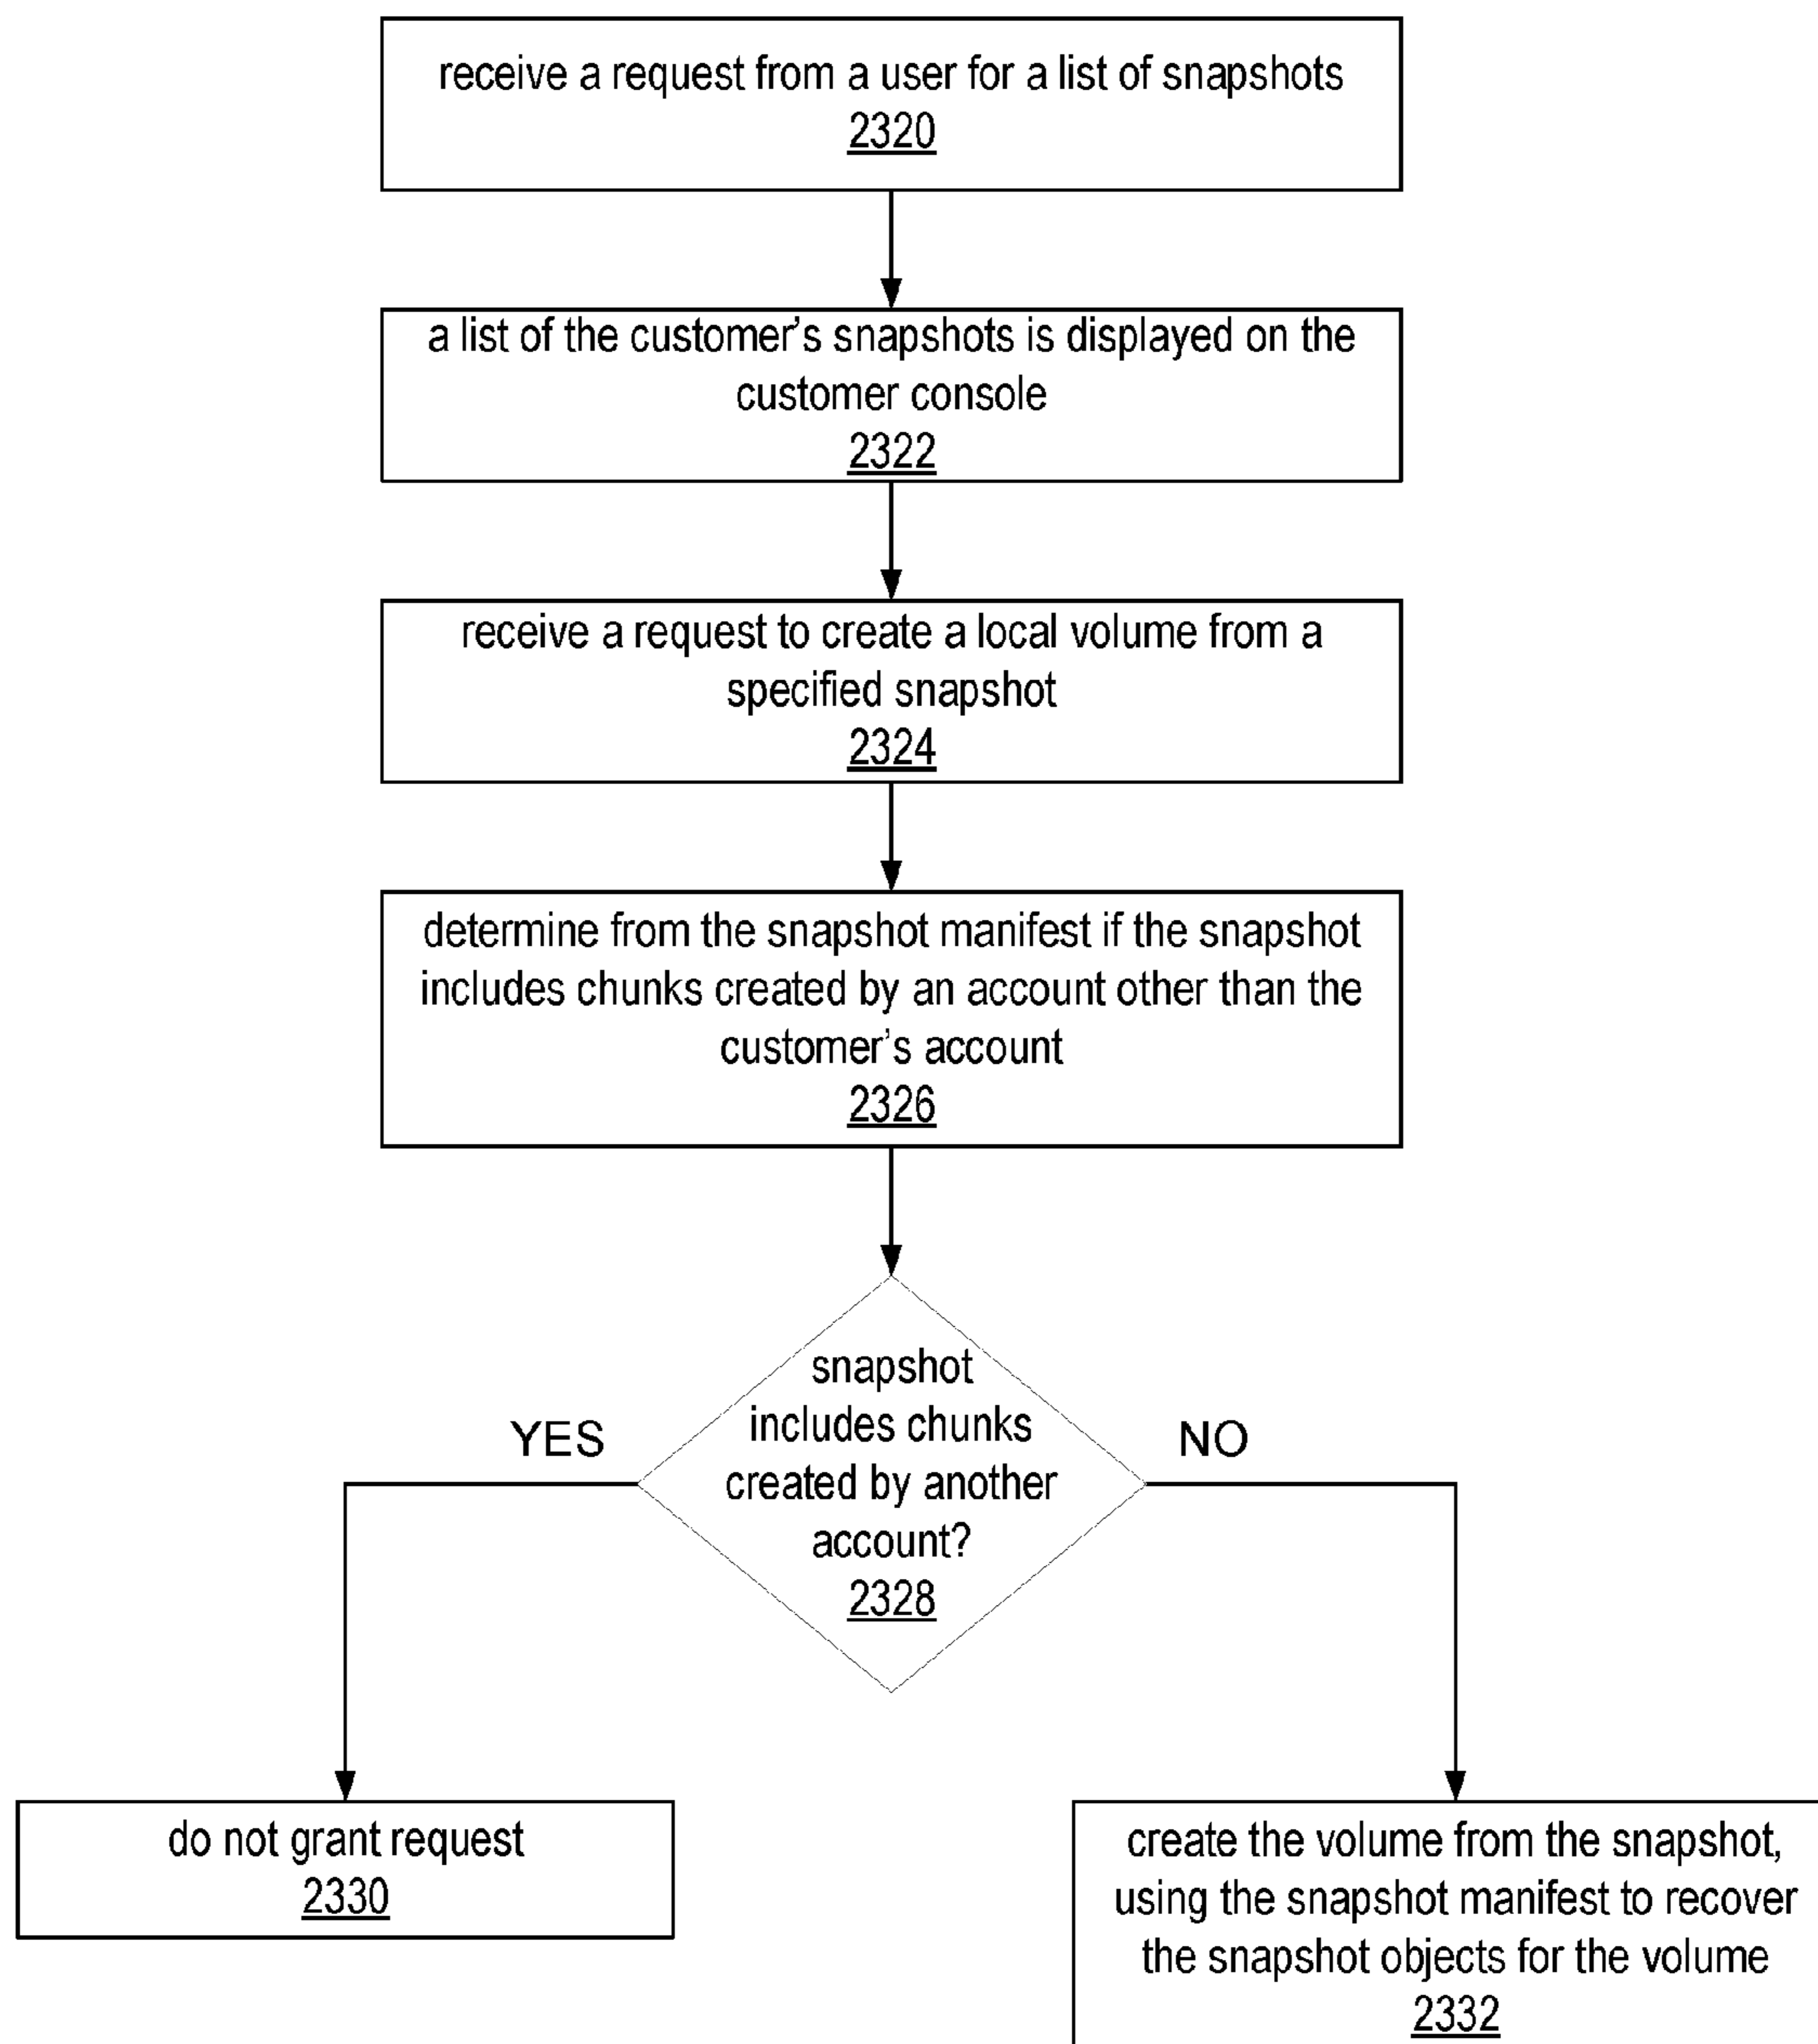 receive a request from a user for a list of snapshots
2320
a list of the customer's snapshots is displayed on the
customer console
2322
receive a request to create a local volume from a
specified snapshot
2324
determine from the snapshot manifest if the snapshot
includes chunks created by an account other than the
customer's account
2326
snapshot
includes chunks
created by another
account?
2328
YES
NO
do not grant request
2330
create the volume from the snapshot,
using the snapshot manifest to recover
the snapshot objects for the volume
2332